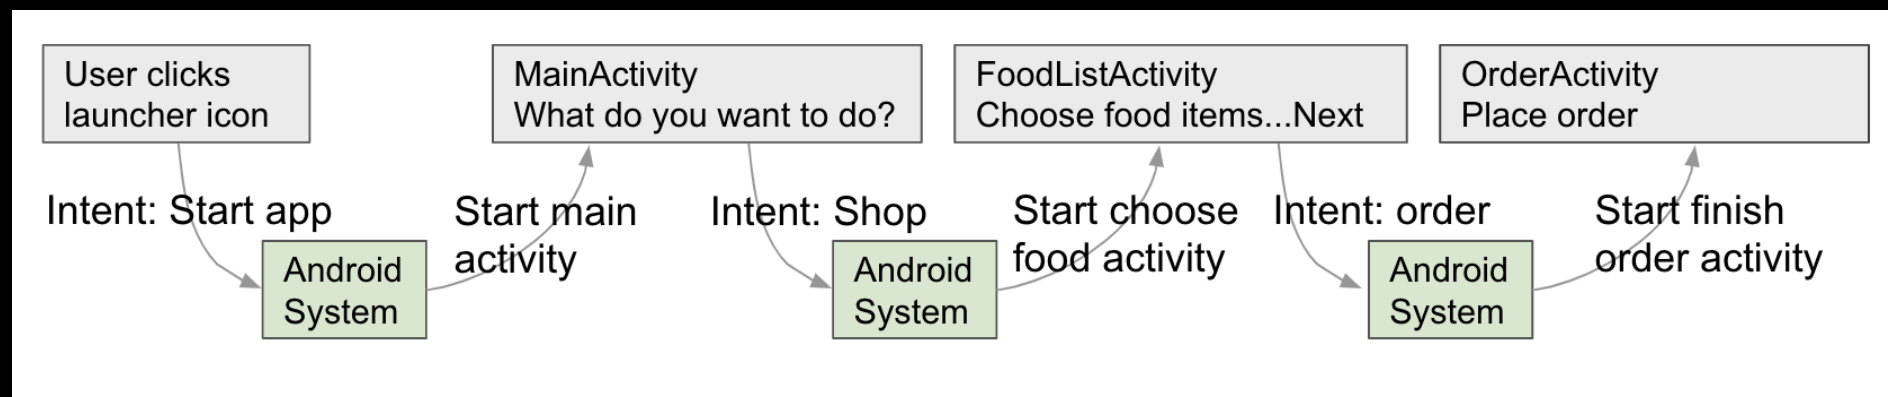 User clicks
launcher icon
MainActivity
What do you want to do?
FoodListActivity
Choose food items...Next
OrderActivity
Place order
Intent: Start app
Start main
activity
Intent: Shop
Start choose
food activity
Intent: order
Start finish
order activity
Android
System
Android
System
Android
System